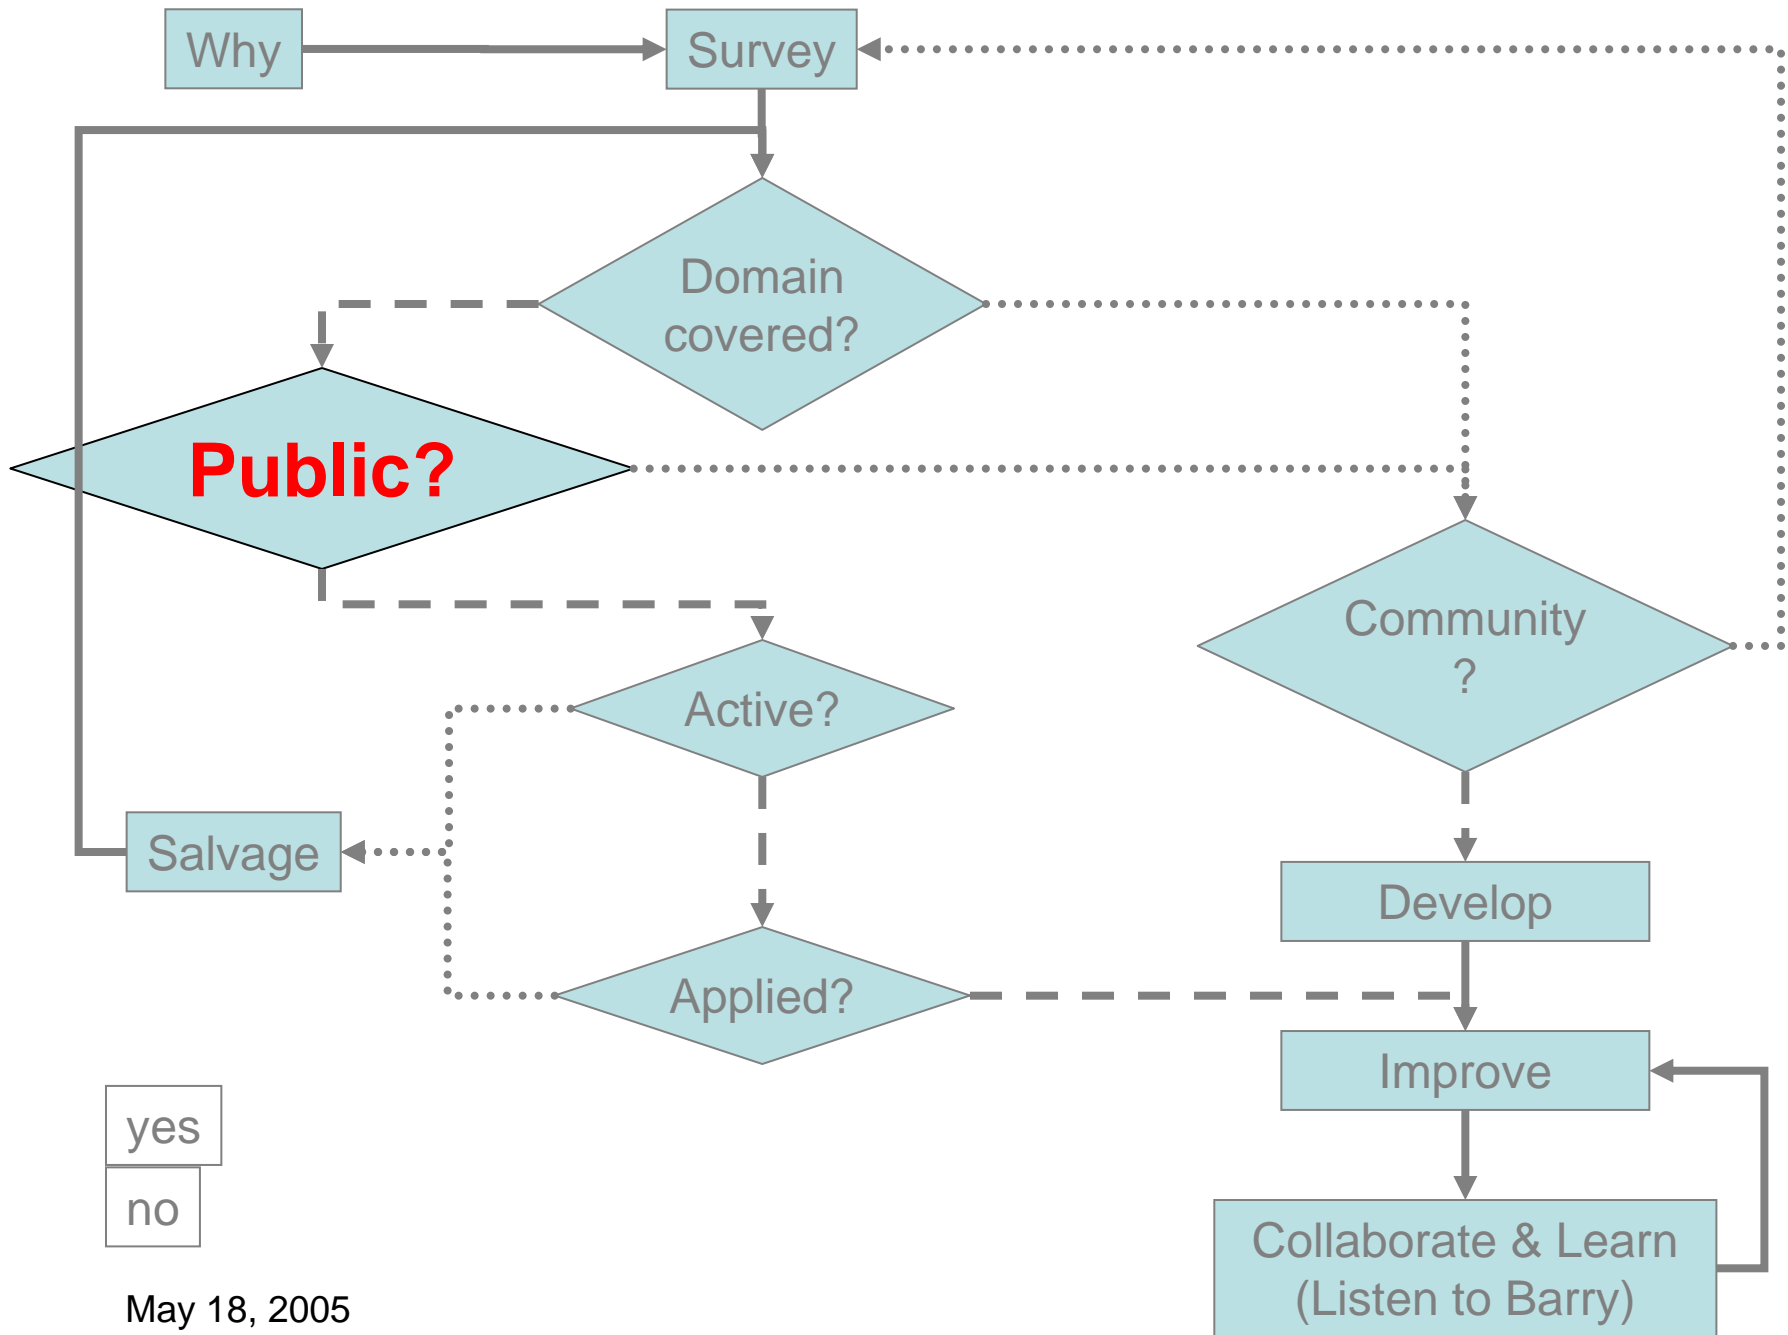 Why
Survey
Domain
covered?
Public?
Community
?
Active?
Salvage
Develop
Applied?
Improve
yes
no
Collaborate & Learn
(Listen to Barry)
May 18, 2005